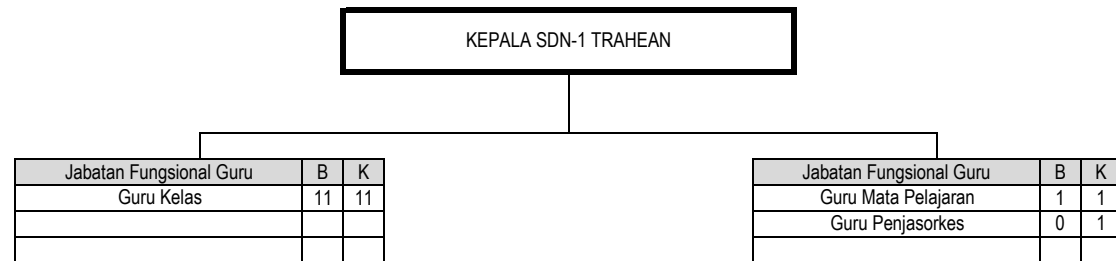 KEPALA SDN-1 TRAHEAN
Jabatan Fungsional Guru B K
Guru Kelas 11 11
Jabatan Fungsional Guru B K
Guru Mata Pelajaran 1 1
Guru Penjasorkes 0 1